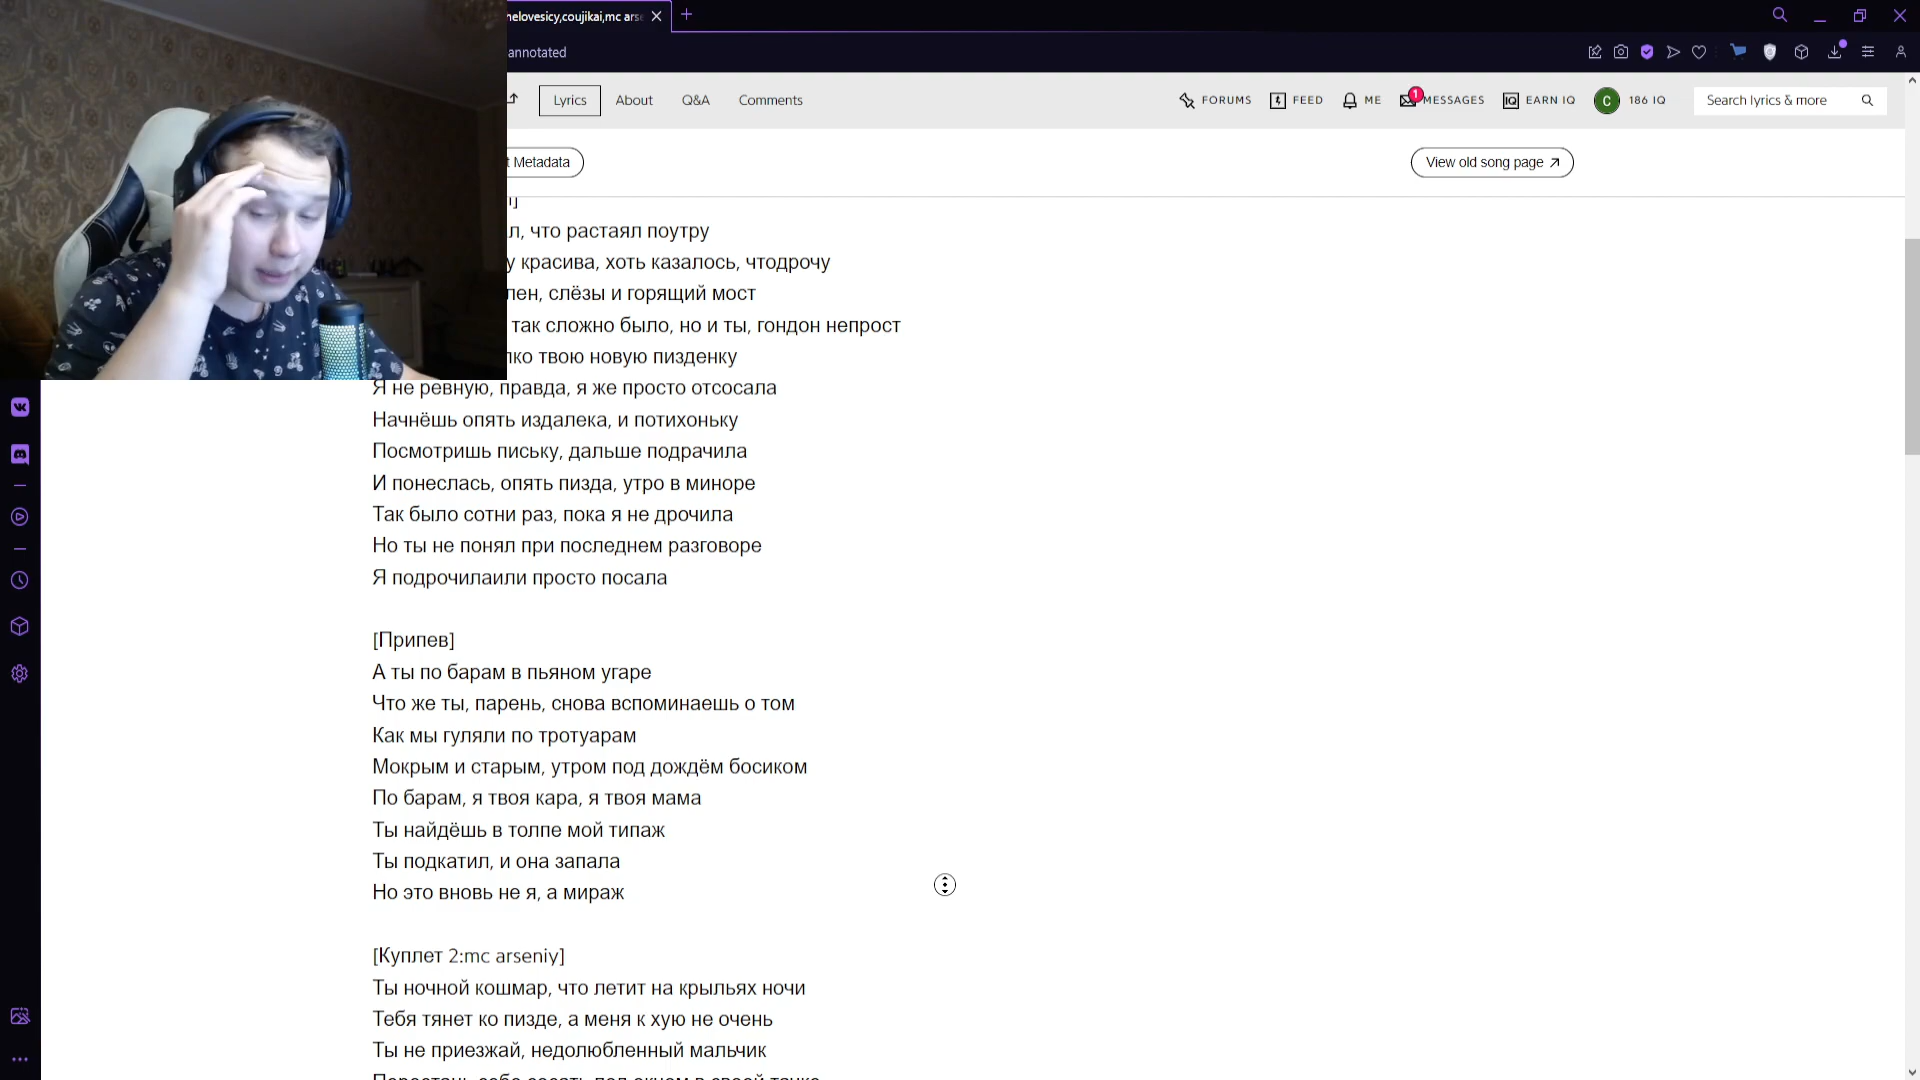 helovesicy,coujikai,mc arse
annotated
Lyrics About Q&A Comments FORUMS FEED ME 1 MESSAGES IQ EARN IQ C 186 IQ Search lyrics & more
t Metadata View old song page
л, что растаял поутру
у красива, хоть казалось, чтодрочу
лен, слёзы и горящий мост
так сложно было, но и ты, гондон непрост
лко твою новую пизденку
Я не ревную, правда, я же просто отсосала
Начнёшь опять издалека, и потихоньку
Посмотришь письку, дальше подрачила
И понеслась, опять пизда, утро в миноре
Так было сотни раз, пока я не дрочила
Но ты не понял при последнем разговоре
Я подрочилаили просто посала
[Припев]
А ты по барам в пьяном угаре
Что же ты, парень, снова вспоминаешь о том
Как мы гуляли по тротуарам
Мокрым и старым, утром под дождём босиком
По барам, я твоя кара, я твоя мама
Ты найдёшь в толпе мой типаж
Ты подкатил, и она запала
Но это вновь не я, а мираж
[Куплет 2:mc arseniy]
Ты ночной кошмар, что летит на крыльях ночи
Тебя тянет ко пизде, а меня к хую не очень
Ты не приезжай, недолюбленный мальчик